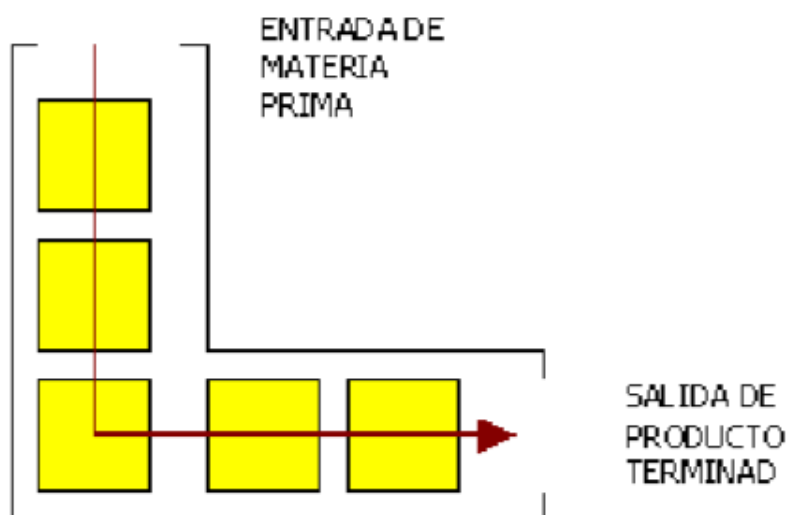 ENTRADA DE
MATERIA
PRIMA
SALIDA DE
PRODUCTO
TERMINAD